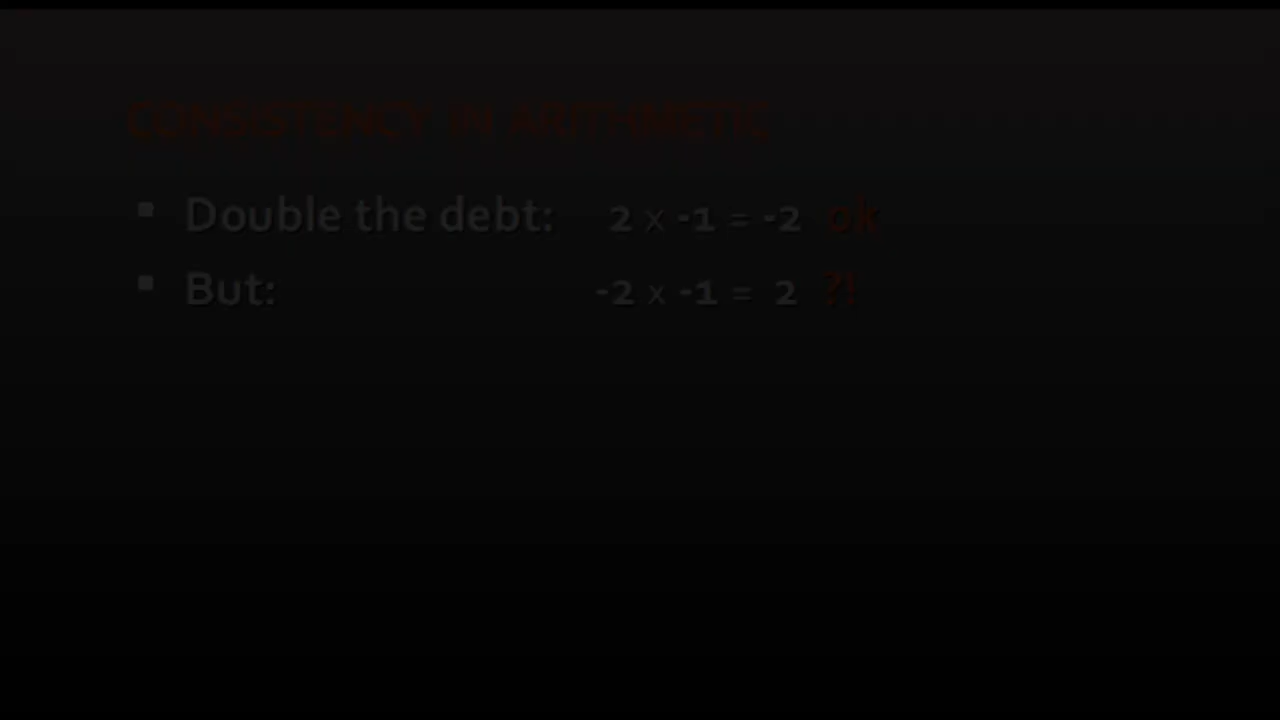 CONSISTENCY IN ARITHMETIC
▪ Double the debt: 2 x -1 = -2 ok
▪ But: -2 x -1 = 2 ?!